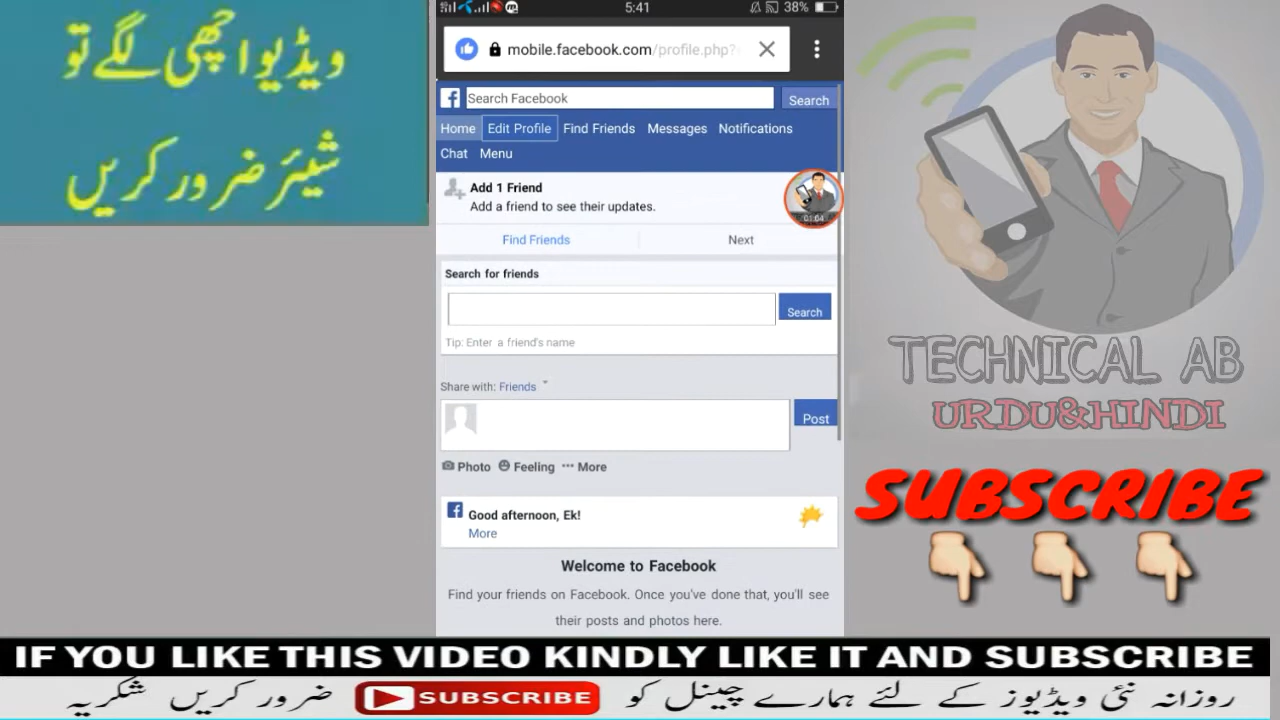 ویڈیو اچھی لگے تو
شیئر ضرور کریں
5:41
38%
mobile.facebook.com/profile.php?
Search Facebook
Search
Home Edit Profile Find Friends Messages Notifications
Chat Menu
Add 1 Friend
Add a friend to see their updates.
01:04
Find Friends
Next
Search for friends
Search
Tip: Enter a friend's name
Share with: Friends
Post
Photo Feeling ··· More
Good afternoon, Ek!
More
Welcome to Facebook
Find your friends on Facebook. Once you've done that, you'll see
their posts and photos here.
TECHNICAL AB
URDU&HINDI
SUBSCRIBE
IF YOU LIKE THIS VIDEO KINDLY LIKE IT AND SUBSCRIBE
روزانہ نئی ویڈیوز کے لئے ہمارے چینل کو SUBSCRIBE ضرور کریں شکریہ